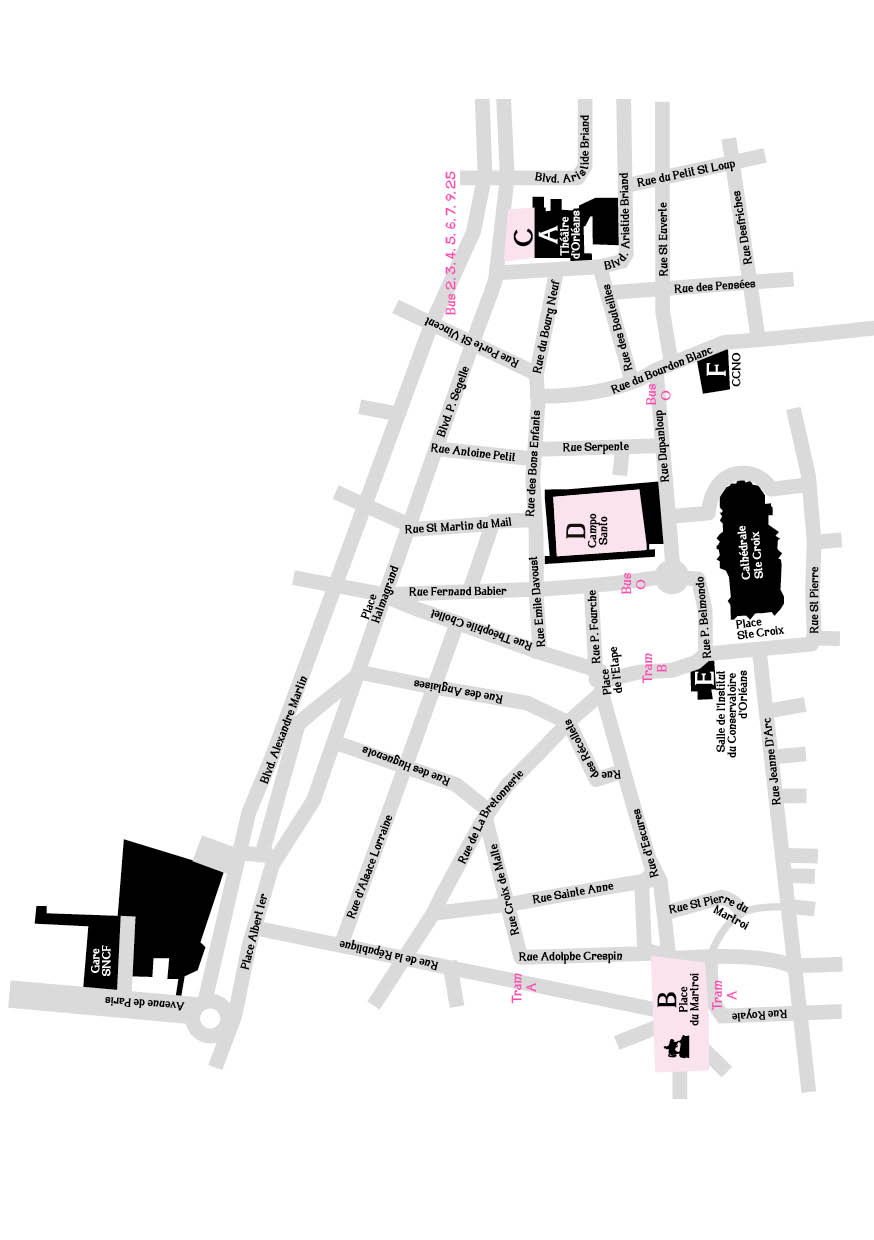 Blvd. Aristide Briand
Blvd. Aristide Briand
Rue du Petit St Loup
Bus 2, 3, 4, 5, 6, 7, 9, 25
C
A
Théâtre
d'Orléans
Rue St Euverte
Rue Desfriches
Rue des Pensées
Rue Porte St Vincent
Rue du Bourg Neuf
Rue des Bouteilles
Rue du Bourdon Blanc
F
CCNO
Bus
O
Blvd. P. Segelle
Rue Antoine Petit
Rue des Bons Enfants
Rue Serpente
Rue Dupanloup
Rue St Martin du Mail
D
Campo
Santo
Cathédrale
Ste Croix
Place
Halmagrand
Rue Fernand Babier
Rue Emile Davoust
Bus
O
Rue Théophile Chollet
Rue P. Fourche
Rue P. Belmondo
Place
Ste Croix
Rue St Pierre
Place
de l'Etape
Tram
B
E
Salle de l'Institut
du Conservatoire
d'Orléans
Rue des Anglaises
Blvd. Alexandre Martin
Rue des Huguenots
Rue
des Récollets
Rue Jeanne D'Arc
Rue de La Bretonnerie
Rue d'Alsace Lorraine
Rue Croix de Malte
Rue d'Escures
Rue Sainte Anne
Rue St Pierre du
Martroi
Gare
SNCF
Place Albert 1er
Rue de la République
Rue Adolphe Crespin
Tram
A
B
Place
du Martroi
Tram
A
Rue Royale
Avenue de Paris
Blvd. Aristide Briand